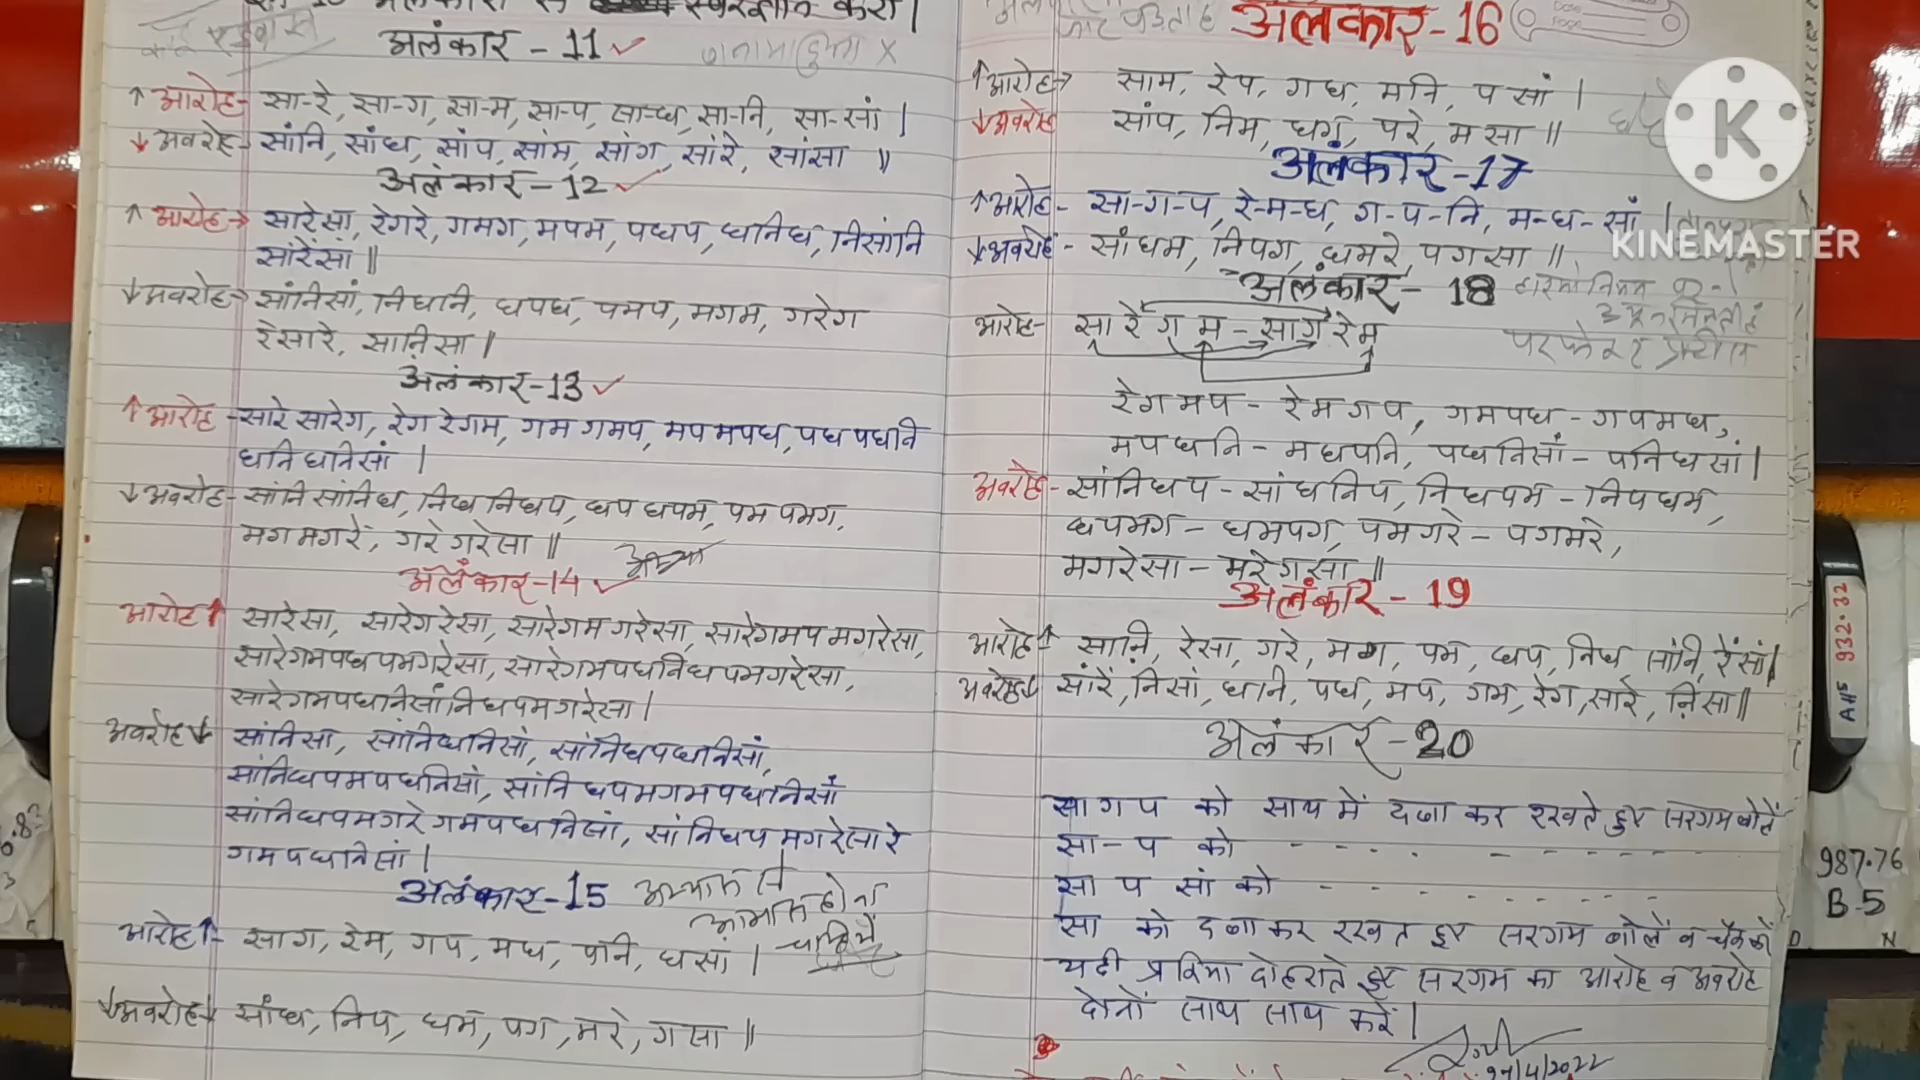 अलंकार - 11 ✓
↑ आरोह - सा-रे, सा-ग, सा-म, सा-प, सा-ध, सा-नि, सा-सां |
↓ अवरोह - सांनि, सांध, सांप, सांम, सांग, सांरे, सांसा ||
अलंकार - 12 ✓
↑ आरोह → सारेसा, रेगरे, गमग, मपम, पधप, धनिध, निसांनि
सांरेंसां ||
↓ अवरोह → सांनिसां, निधनि, धपध, पमप, मगम, गरेग
रेसारे, साऩिसा |
अलंकार-13 ✓
↑ आरोह - सारे सारेग, रेग रेगम, गम गमप, मप मपध, पध पधनि
धनि धनिसां |
↓ अवरोह - सांनि सांनिध, निध निधप, धप धपम, पम पमग,
मग मगरे, गरे गरेसा ||
अलंकार-14 ✓
आरोह ↑ सारेसा, सारेगरेसा, सारेगमगरेसा, सारेगमपमगरेसा,
सारेगमपधपमगरेसा, सारेगमपधनिधपमगरेसा,
सारेगमपधनिसांनिधपमगरेसा |
अवरोह ↓ सांनिसा, सांनिधनिसां, सांनिधपधनिसां,
सांनिधपमपधनिसां, सांनिधपमगमपधनिसां
सांनिधपमगरेगमपधनिसां, सांनिधपमगरेसारे
गमपधनिसां |
अलंकार-15
आरोह ↑ - साग, रेम, गप, मध, पनि, धसां |
↓ अवरोह ↓ सांध, निप, धम, पग, मरे, गसा ||
अलंकार-16
↑ आरोह → साम, रेप, गध, मनि, पसां |
↓ अवरोह सांप, निम, धग, परे, मसा ||
अलंकार-17
↑ आरोह - सा-ग-प, रे-म-ध, ग-प-नि, म-ध-सां |
↓ अवरोह - सांधम, निपग, धमरे, पगसा ||
KINEMASTER
अलंकार - 18
आरोह - सारेगम - सागरेम
रेगमप - रेमगप, गमपध - गपमध,
मपधनि - मधपनि, पधनिसां - पनिधसां |
अवरोह - सांनिधप - सांधनिप, निधपम - निपधम,
धपमग - धमपग, पमगरे - पगमरे,
मगरेसा - मरेगसा ||
अलंकार - 19
आरोह ↑ - साऩि, रेसा, गरे, मग, पम, धप, निध सांनि, रेंसां |
अवरोह ↓ सांरें, निसां, धनि, पध, मप, गम, रेग, सारे, ऩिसा ||
अलंकार - 20
सा ग प को साथ में दबा कर रखते हुए सरगम बोलें
सा - प को - - - - - - - - - - -
सा प सां को - - - - - - - - - - -
सा को दबा कर रखते हुए सरगम बोलें व चैक करें
यही प्रक्रिया दोहराते हुए सरगम का आरोह व अवरोह
दोनों साथ साथ करें |
932.32
987.76
B-5